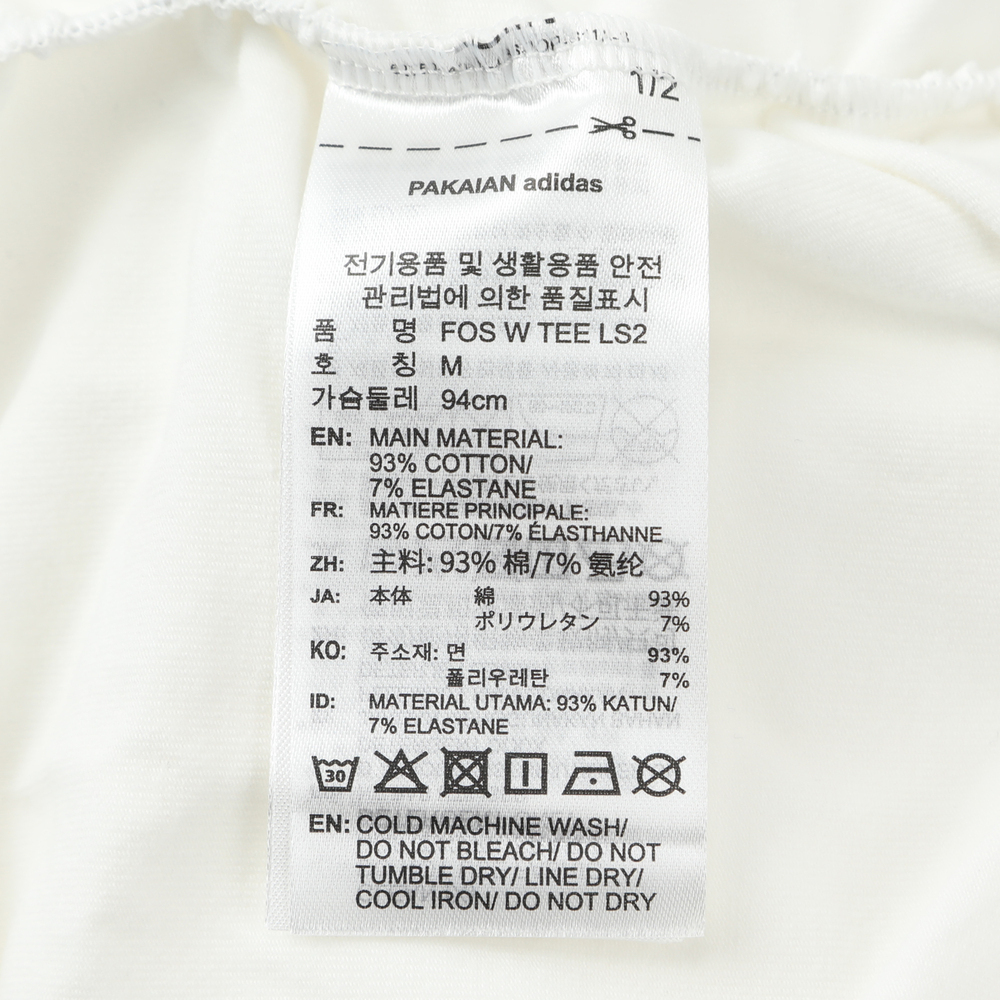 1/2
PAKAIAN adidas
전기용품 및 생활용품 안전
관리법에 의한 품질표시
품 명 FOS W TEE LS2
호 칭 M
가슴둘레 94cm
EN: MAIN MATERIAL:
93% COTTON/
7% ELASTANE
FR: MATIERE PRINCIPALE:
93% COTON/7% ÉLASTHANNE
ZH: 主料: 93% 棉/7% 氨纶
JA: 本体 綿 93%
ポリウレタン 7%
KO: 주소재: 면 93%
폴리우레탄 7%
ID: MATERIAL UTAMA: 93% KATUN/
7% ELASTANE
30
EN: COLD MACHINE WASH/
DO NOT BLEACH/ DO NOT
TUMBLE DRY/ LINE DRY/
COOL IRON/ DO NOT DRY